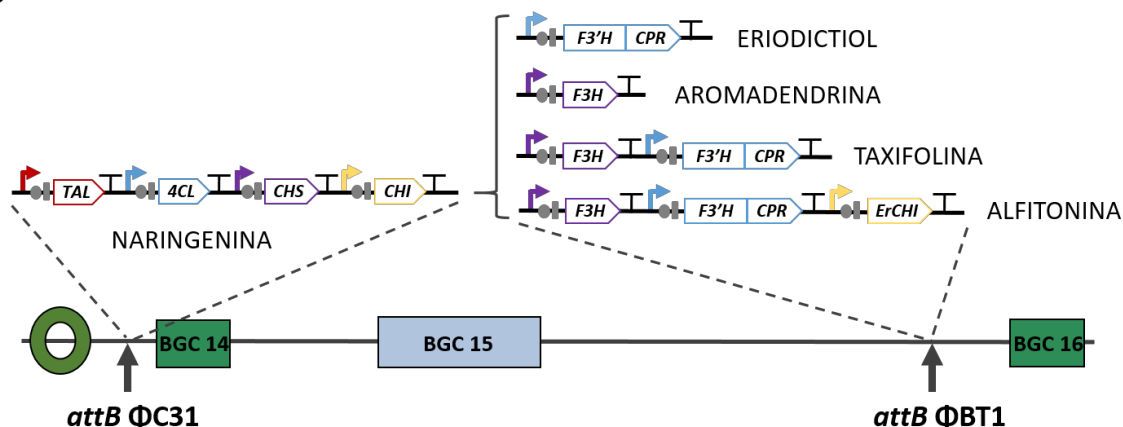 F3'H CPR ERIODICTIOL
F3H AROMADENDRINA
F3H F3'H CPR TAXIFOLINA
TAL 4CL CHS CHI
F3H F3'H CPR ErCHI ALFITONINA
NARINGENINA
BGC 14 BGC 15 BGC 16
attB ΦC31 attB ΦBT1